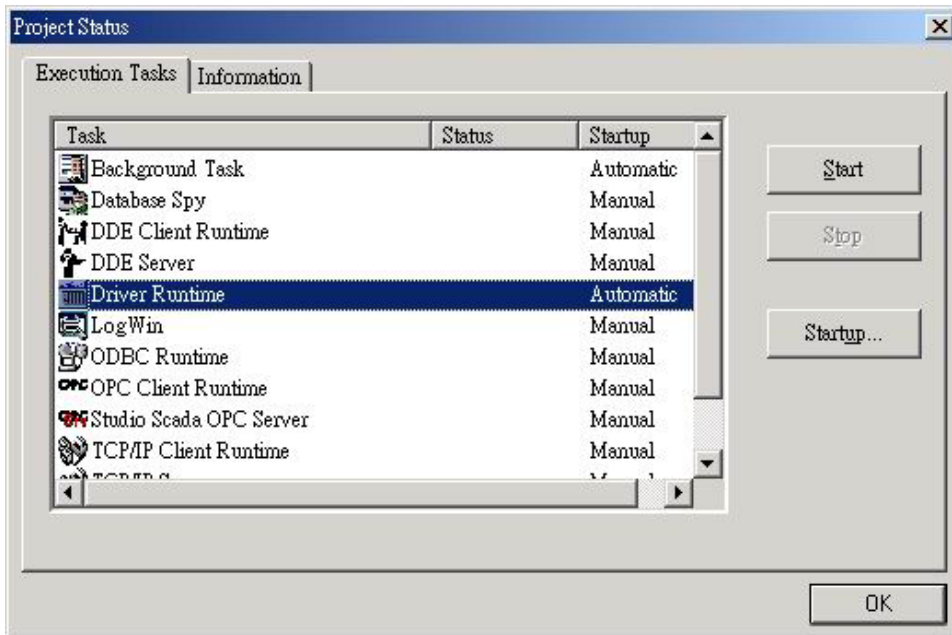 Project Status
Execution Tasks Information
Task Status Startup
Background Task Automatic
Start
Database Spy Manual
DDE Client Runtime Manual
Stop
DDE Server Manual
Driver Runtime Automatic
LogWin Manual
Startup...
ODBC Runtime Manual
OPC OPC Client Runtime Manual
Studio Scada OPC Server Manual
TCP/IP Client Runtime Manual
OK